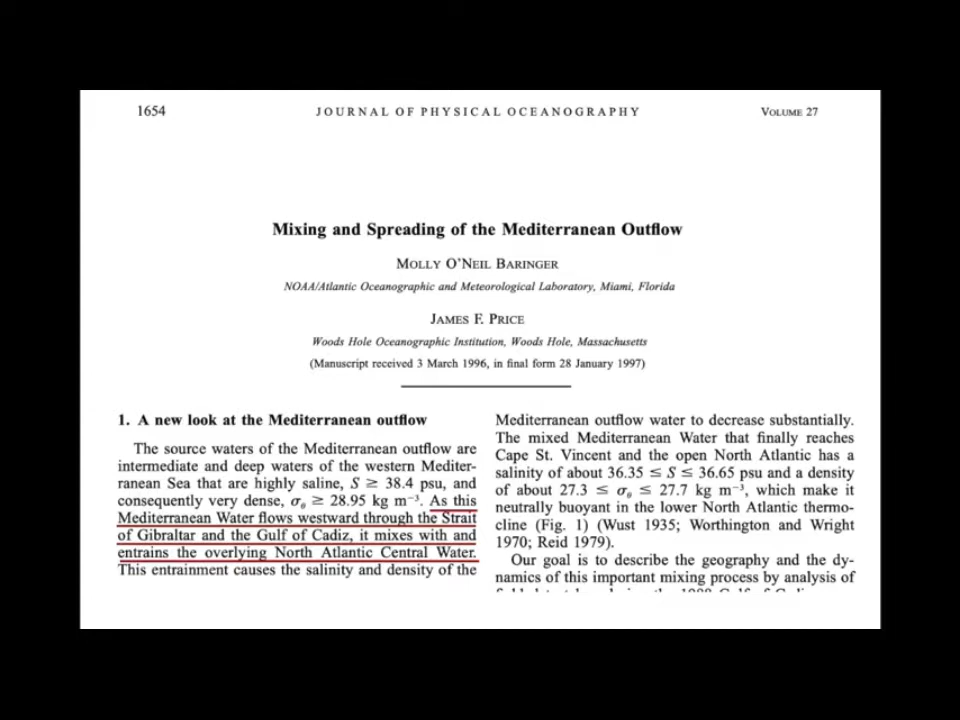 1654 JOURNAL OF PHYSICAL OCEANOGRAPHY VOLUME 27
Mixing and Spreading of the Mediterranean Outflow
MOLLY O'NEIL BARINGER
NOAA/Atlantic Oceanographic and Meteorological Laboratory, Miami, Florida
JAMES F. PRICE
Woods Hole Oceanographic Institution, Woods Hole, Massachusetts
(Manuscript received 3 March 1996, in final form 28 January 1997)
1. A new look at the Mediterranean outflow
The source waters of the Mediterranean outflow are
intermediate and deep waters of the western Mediter-
ranean Sea that are highly saline, S ≥ 38.4 psu, and
consequently very dense, σθ ≥ 28.95 kg m⁻³. As this
Mediterranean Water flows westward through the Strait
of Gibraltar and the Gulf of Cadiz, it mixes with and
entrains the overlying North Atlantic Central Water.
This entrainment causes the salinity and density of the
Mediterranean outflow water to decrease substantially.
The mixed Mediterranean Water that finally reaches
Cape St. Vincent and the open North Atlantic has a
salinity of about 36.35 ≤ S ≤ 36.65 psu and a density
of about 27.3 ≤ σθ ≤ 27.7 kg m⁻³, which make it
neutrally buoyant in the lower North Atlantic thermo-
cline (Fig. 1) (Wust 1935; Worthington and Wright
1970; Reid 1979).
Our goal is to describe the geography and the dy-
namics of this important mixing process by analysis of